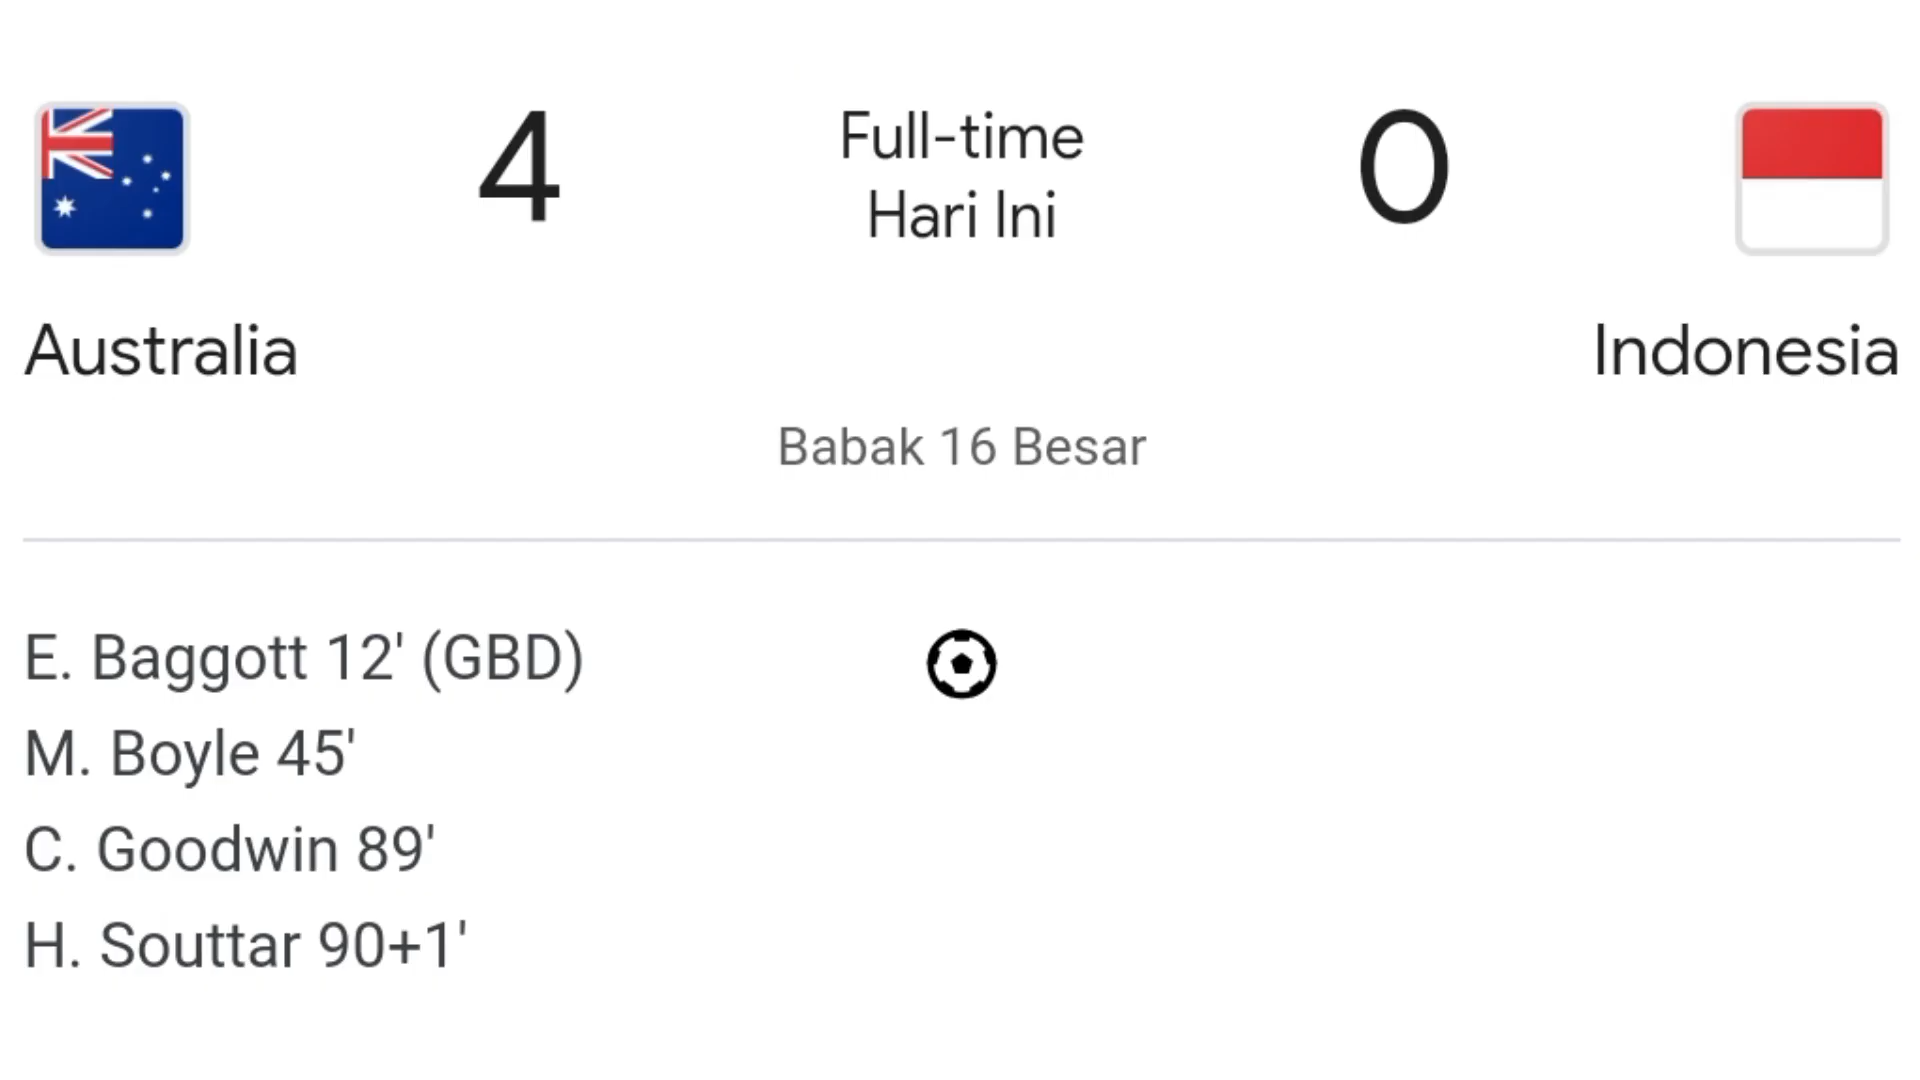 4 Full-time 0
Hari Ini
Australia Indonesia
Babak 16 Besar
E. Baggott 12' (GBD)
M. Boyle 45'
C. Goodwin 89'
H. Souttar 90+1'